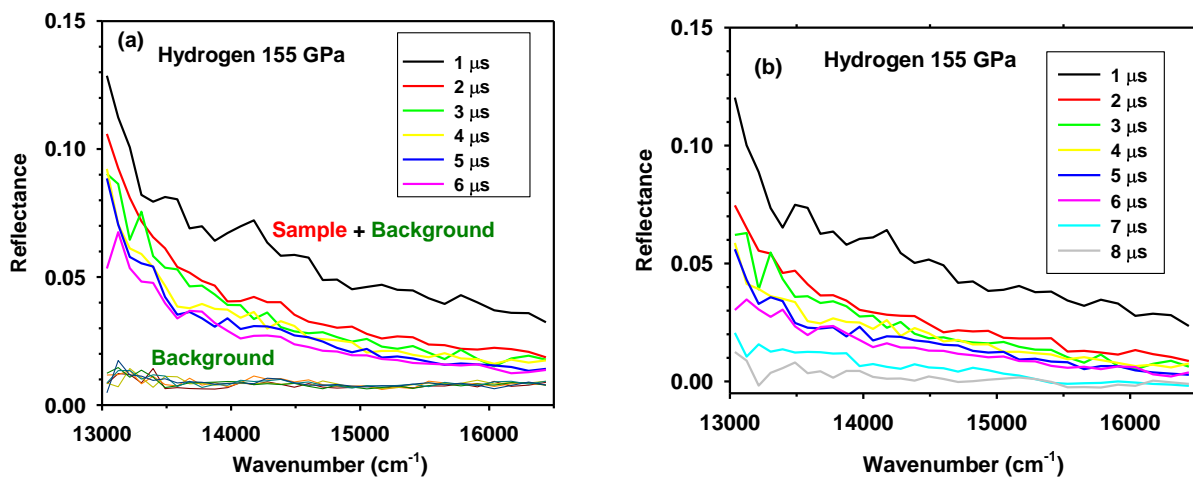 (a)
Hydrogen 155 GPa
1 μs
2 μs
3 μs
4 μs
5 μs
6 μs
Sample + Background
Background
0.15
0.10
0.05
0.00
Reflectance
13000 14000 15000 16000
Wavenumber (cm⁻¹)
(b)
Hydrogen 155 GPa
1 μs
2 μs
3 μs
4 μs
5 μs
6 μs
7 μs
8 μs
0.15
0.10
0.05
0.00
Reflectance
13000 14000 15000 16000
Wavenumber (cm⁻¹)